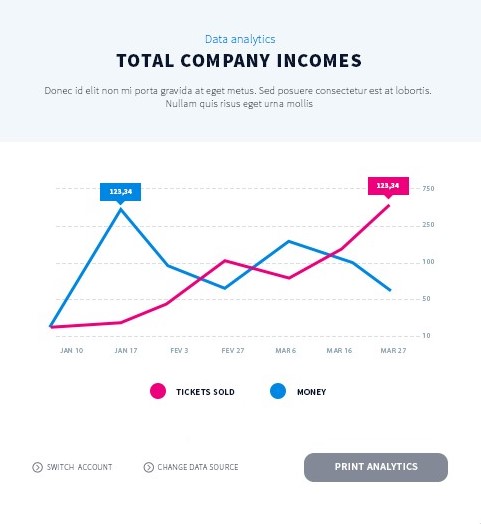 Data analytics
TOTAL COMPANY INCOMES
Donec id elit non mi porta gravida at eget metus. Sed posuere consectetur est at lobortis.
Nullam quis risus eget urna mollis
123,34
123,34
750
250
100
50
10
JAN 10 JAN 17 FEV 3 FEV 27 MAR 6 MAR 16 MAR 27
TICKETS SOLD MONEY
SWITCH ACCOUNT CHANGE DATA SOURCE PRINT ANALYTICS